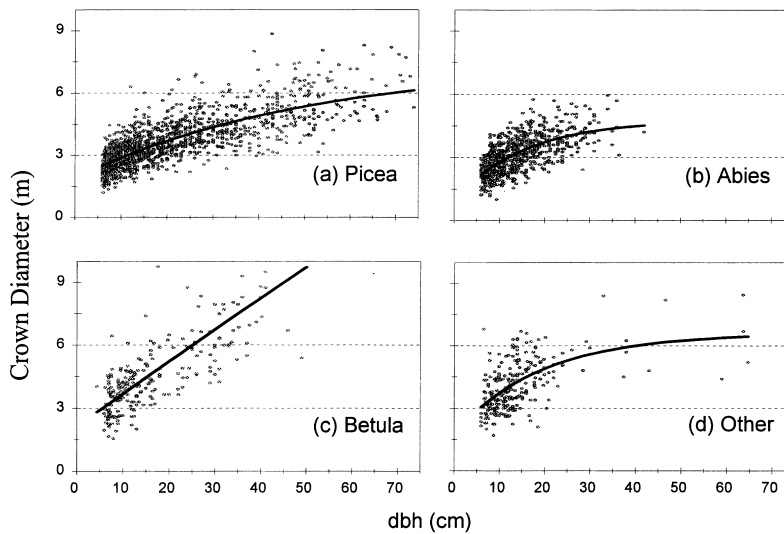 9
6
3
0
(a) Picea
(b) Abies
Crown Diameter (m)
9
6
3
0
(c) Betula
(d) Other
0 10 20 30 40 50 60 70
0 10 20 30 40 50 60 70
dbh (cm)